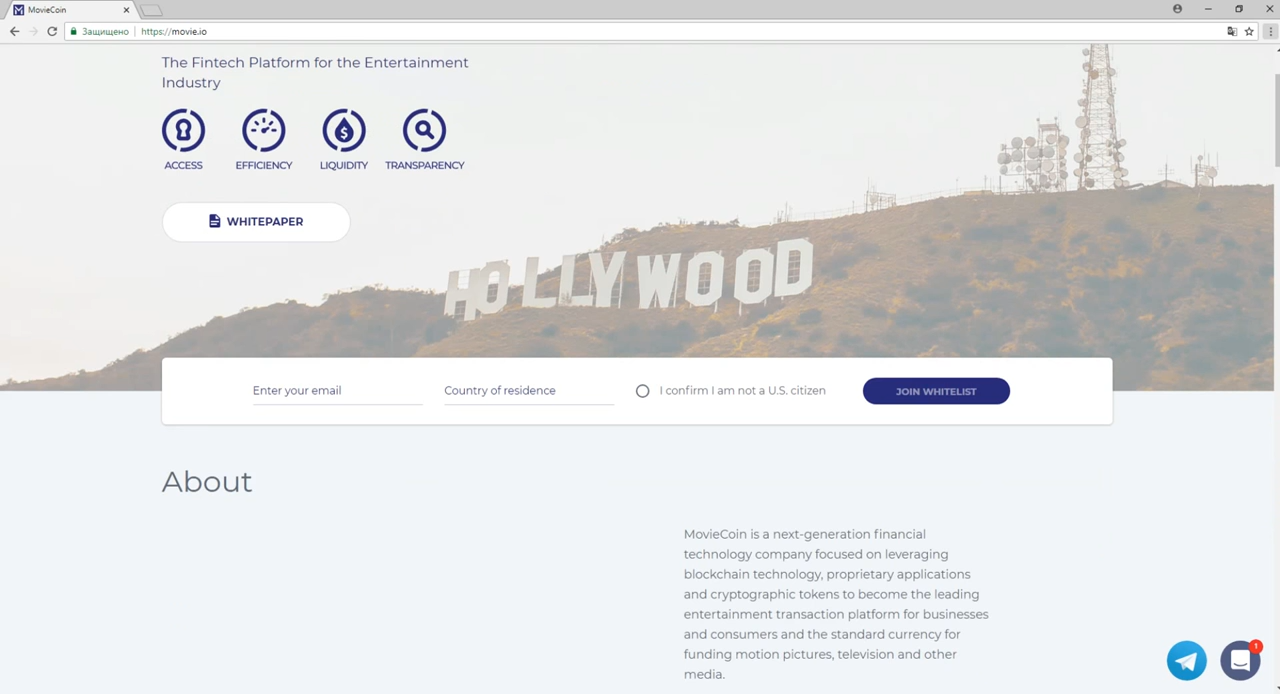 MovieCoin
Защищено
https://movie.io
The Fintech Platform for the Entertainment
Industry
ACCESS
EFFICIENCY
LIQUIDITY
TRANSPARENCY
WHITEPAPER
HOLLYWOOD
Enter your email
Country of residence
I confirm I am not a U.S. citizen
JOIN WHITELIST
About
MovieCoin is a next-generation financial
technology company focused on leveraging
blockchain technology, proprietary applications
and cryptographic tokens to become the leading
entertainment transaction platform for businesses
and consumers and the standard currency for
funding motion pictures, television and other
media.
1